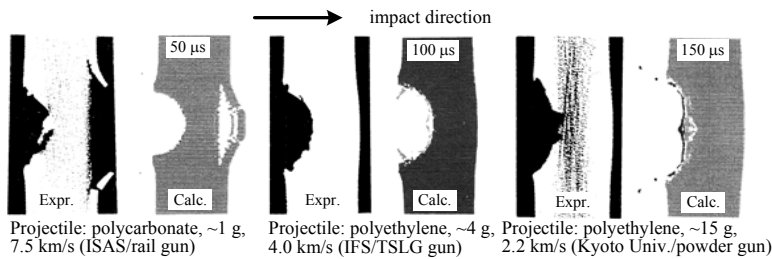 impact direction
50 μs
100 μs
150 μs
Expr.
Calc.
Expr.
Calc.
Expr.
Calc.
Projectile: polycarbonate, ~1 g,
7.5 km/s (ISAS/rail gun)
Projectile: polyethylene, ~4 g,
4.0 km/s (IFS/TSLG gun)
Projectile: polyethylene, ~15 g,
2.2 km/s (Kyoto Univ./powder gun)